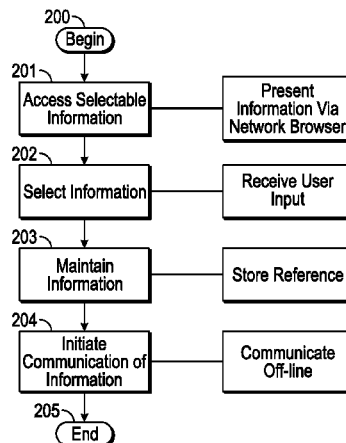 200
Begin
201
Access Selectable
Information
Present
Information Via
Network Browser
202
Select Information
Receive User
Input
203
Maintain
Information
Store Reference
204
Initiate
Communication of
Information
Communicate
Off-line
205
End